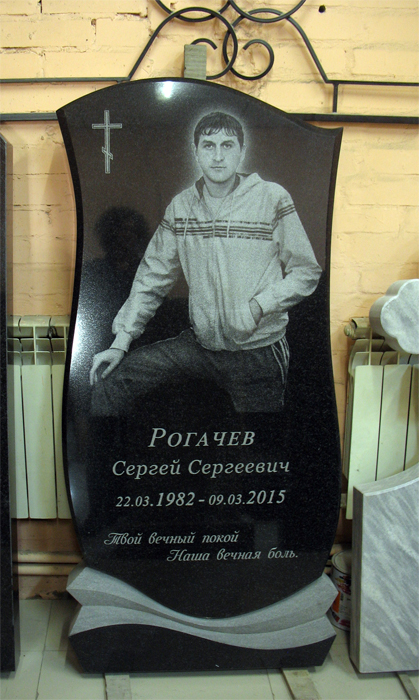 РОГАЧЕВ
Сергей Сергеевич
22.03.1982 - 09.03.2015
Твой вечный покой
Наша вечная боль.